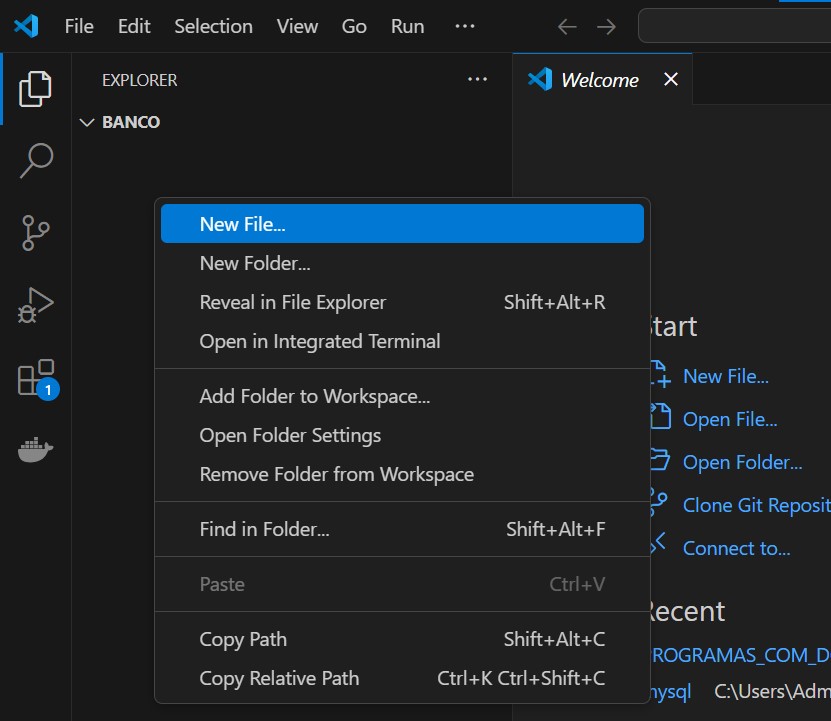 File Edit Selection View Go Run ...
EXPLORER ...
Welcome
BANCO
New File...
New Folder...
Reveal in File Explorer Shift+Alt+R
Open in Integrated Terminal
Add Folder to Workspace...
Open Folder Settings
Remove Folder from Workspace
Find in Folder... Shift+Alt+F
Paste Ctrl+V
Copy Path Shift+Alt+C
Copy Relative Path Ctrl+K Ctrl+Shift+C
1
tart
New File...
Open File...
Open Folder...
Clone Git Reposit
Connect to...
Recent
ROGRAMAS_COM_D
mysql C:\Users\Adm